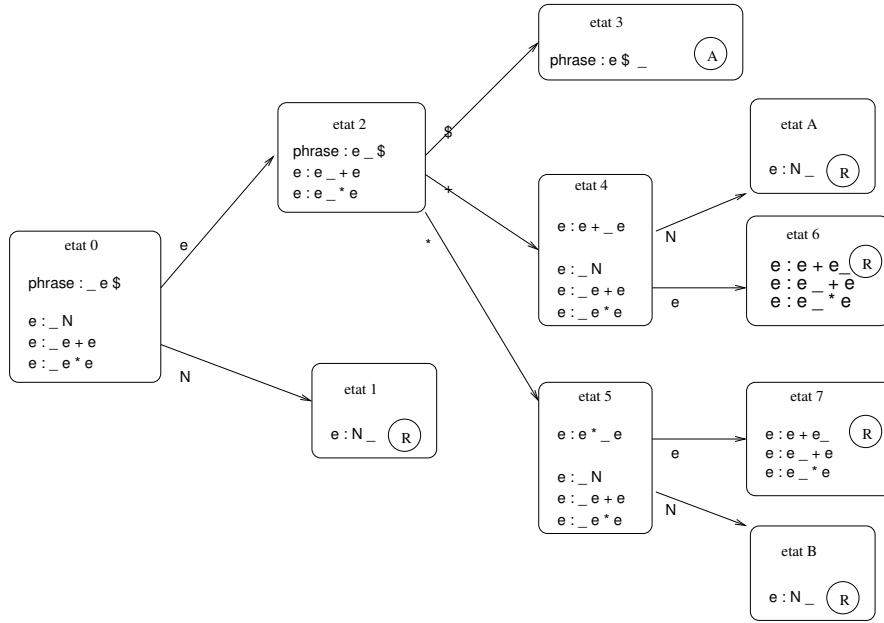 etat 3
phrase : e $ _ A
etat 2
phrase : e _ $
e : e _ + e
e : e _ * e
$
+
*
etat A
e : N _ R
etat 4
e : e + _ e
e : _ N
e : _ e + e
e : _ e * e
N
e
etat 6
e : e + e_ R
e : e _ + e
e : e _ * e
etat 0
phrase : _ e $
e : _ N
e : _ e + e
e : _ e * e
e
N
etat 1
e : N _ R
etat 5
e : e * _ e
e : _ N
e : _ e + e
e : _ e * e
e
N
etat 7
e : e + e_ R
e : e _ + e
e : e _ * e
etat B
e : N _ R